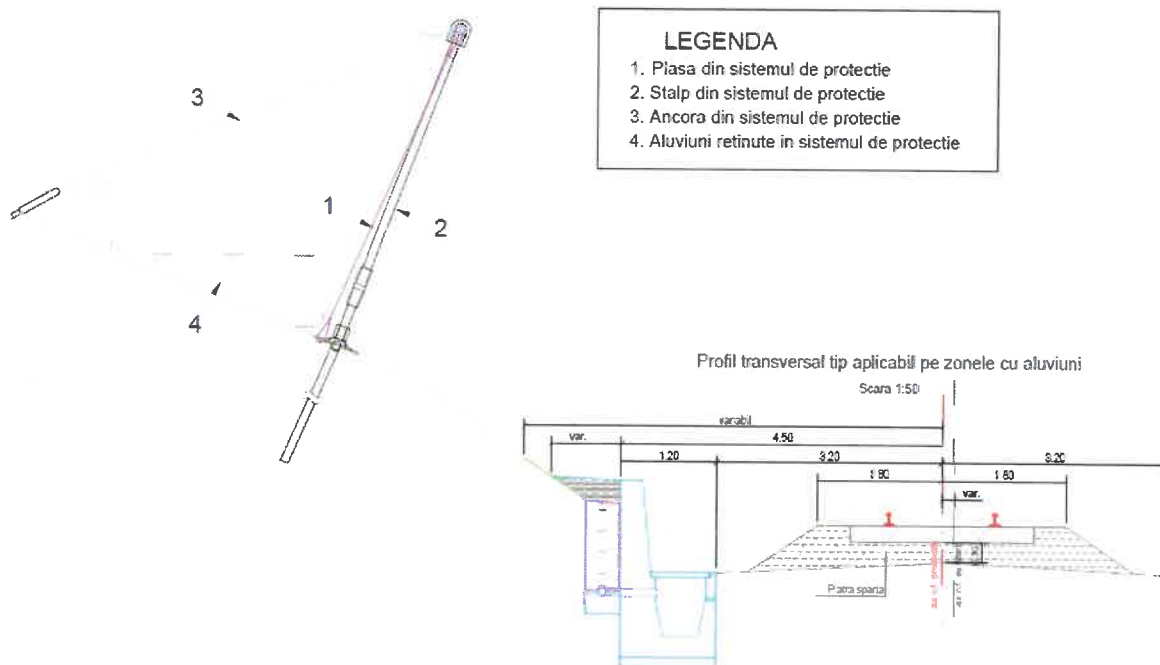 LEGENDA
1. Plasa din sistemul de protectie
2. Stalp din sistemul de protectie
3. Ancora din sistemul de protectie
4. Aluviuni retinute in sistemul de protectie
3
1
2
4
Profil transversal tip aplicabil pe zonele cu aluviuni
Scara 1:50
variabil
var.
4.50
1.20
3.20
3.20
1.80
1.80
var.
Piatra sparta